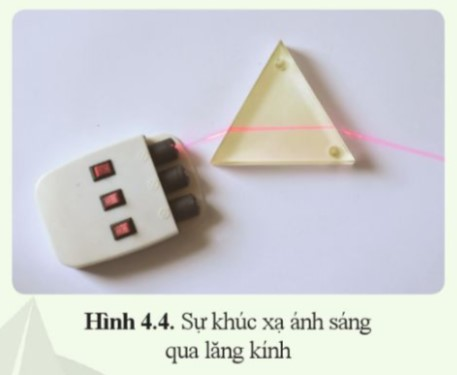 Hình 4.4. Sự khúc xạ ánh sáng
qua lăng kính